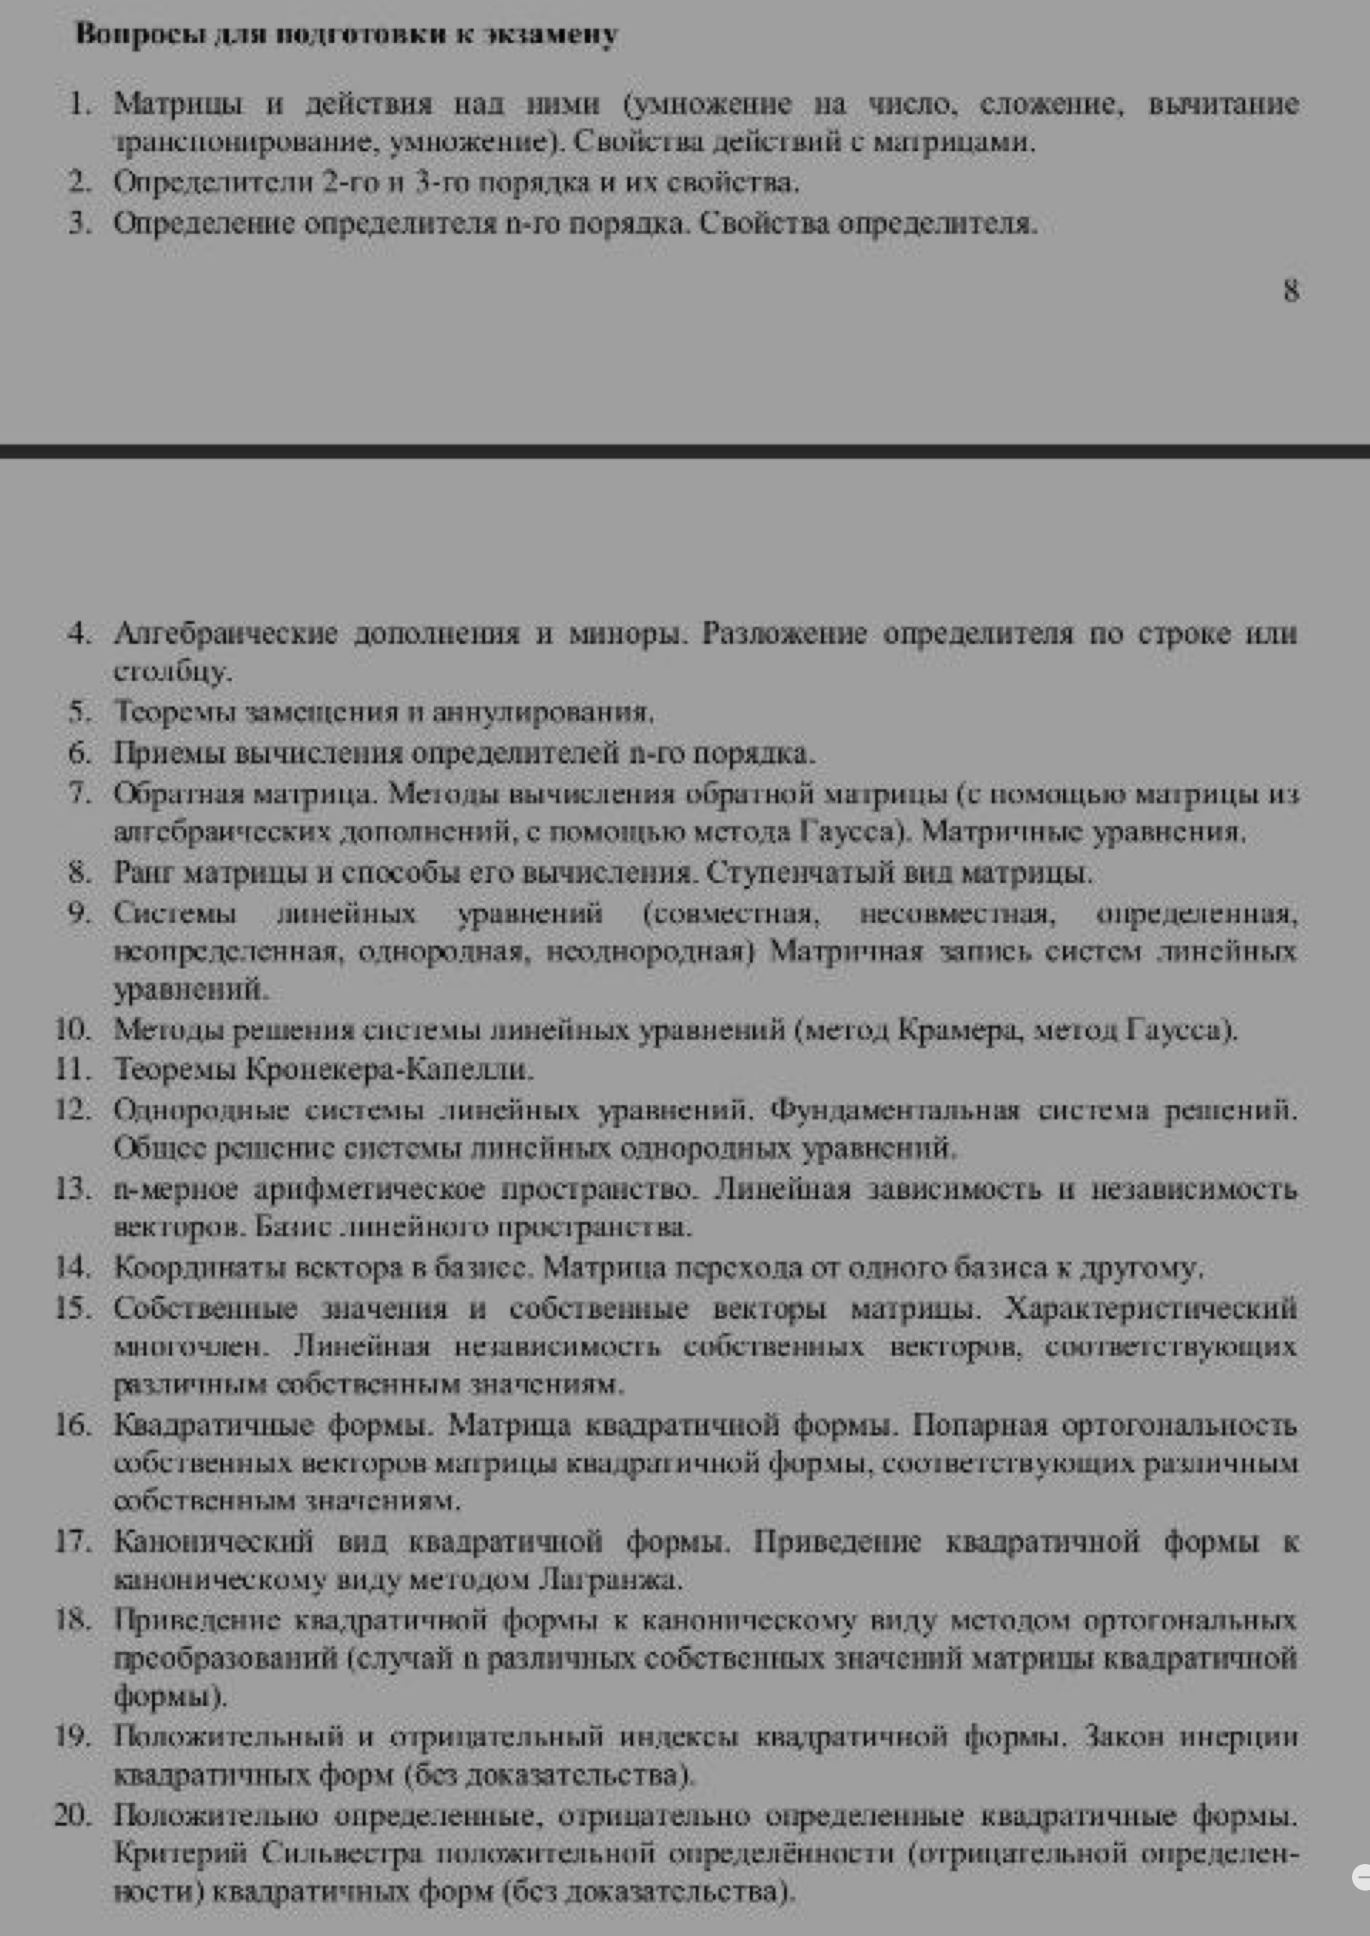 Вопросы для подготовки к экзамену
1. Матрицы и действия над ними (умножение на число, сложение, вычитание
транспонирование, умножение). Свойства действий с матрицами.
2. Определители 2-го и 3-го порядка и их свойства.
3. Определение определителя n-го порядка. Свойства определителя.
8
4. Алгебраические дополнения и миноры. Разложение определителя по строке или
столбцу.
5. Теоремы замещения и аннулирования.
6. Приемы вычисления определителей n-го порядка.
7. Обратная матрица. Методы вычисления обратной матрицы (с помощью матрицы из
алгебраических дополнений, с помощью метода Гаусса). Матричные уравнения.
8. Ранг матрицы и способы его вычисления. Ступенчатый вид матрицы.
9. Системы линейных уравнений (совместная, несовместная, определенная,
неопределенная, однородная, неоднородная) Матричная запись систем линейных
уравнений.
10. Методы решения системы линейных уравнений (метод Крамера, метод Гаусса).
11. Теоремы Кронекера-Капелли.
12. Однородные системы линейных уравнений. Фундаментальная система решений.
Общее решение системы линейных однородных уравнений.
13. n-мерное арифметическое пространство. Линейная зависимость и независимость
векторов. Базис линейного пространства.
14. Координаты вектора в базисе. Матрица перехода от одного базиса к другому.
15. Собственные значения и собственные векторы матрицы. Характеристический
многочлен. Линейная независимость собственных векторов, соответствующих
различным собственным значениям.
16. Квадратичные формы. Матрица квадратичной формы. Попарная ортогональность
собственных векторов матрицы квадратичной формы, соответствующих различным
собственным значениям.
17. Канонический вид квадратичной формы. Приведение квадратичной формы к
каноническому виду методом Лагранжа.
18. Приведение квадратичной формы к каноническому виду методом ортогональных
преобразований (случай n различных собственных значений матрицы квадратичной
формы).
19. Положительный и отрицательный индексы квадратичной формы. Закон инерции
квадратичных форм (без доказательства).
20. Положительно определенные, отрицательно определенные квадратичные формы.
Критерий Сильвестра положительной определённости (отрицательной определен-
ности) квадратичных форм (без доказательства).